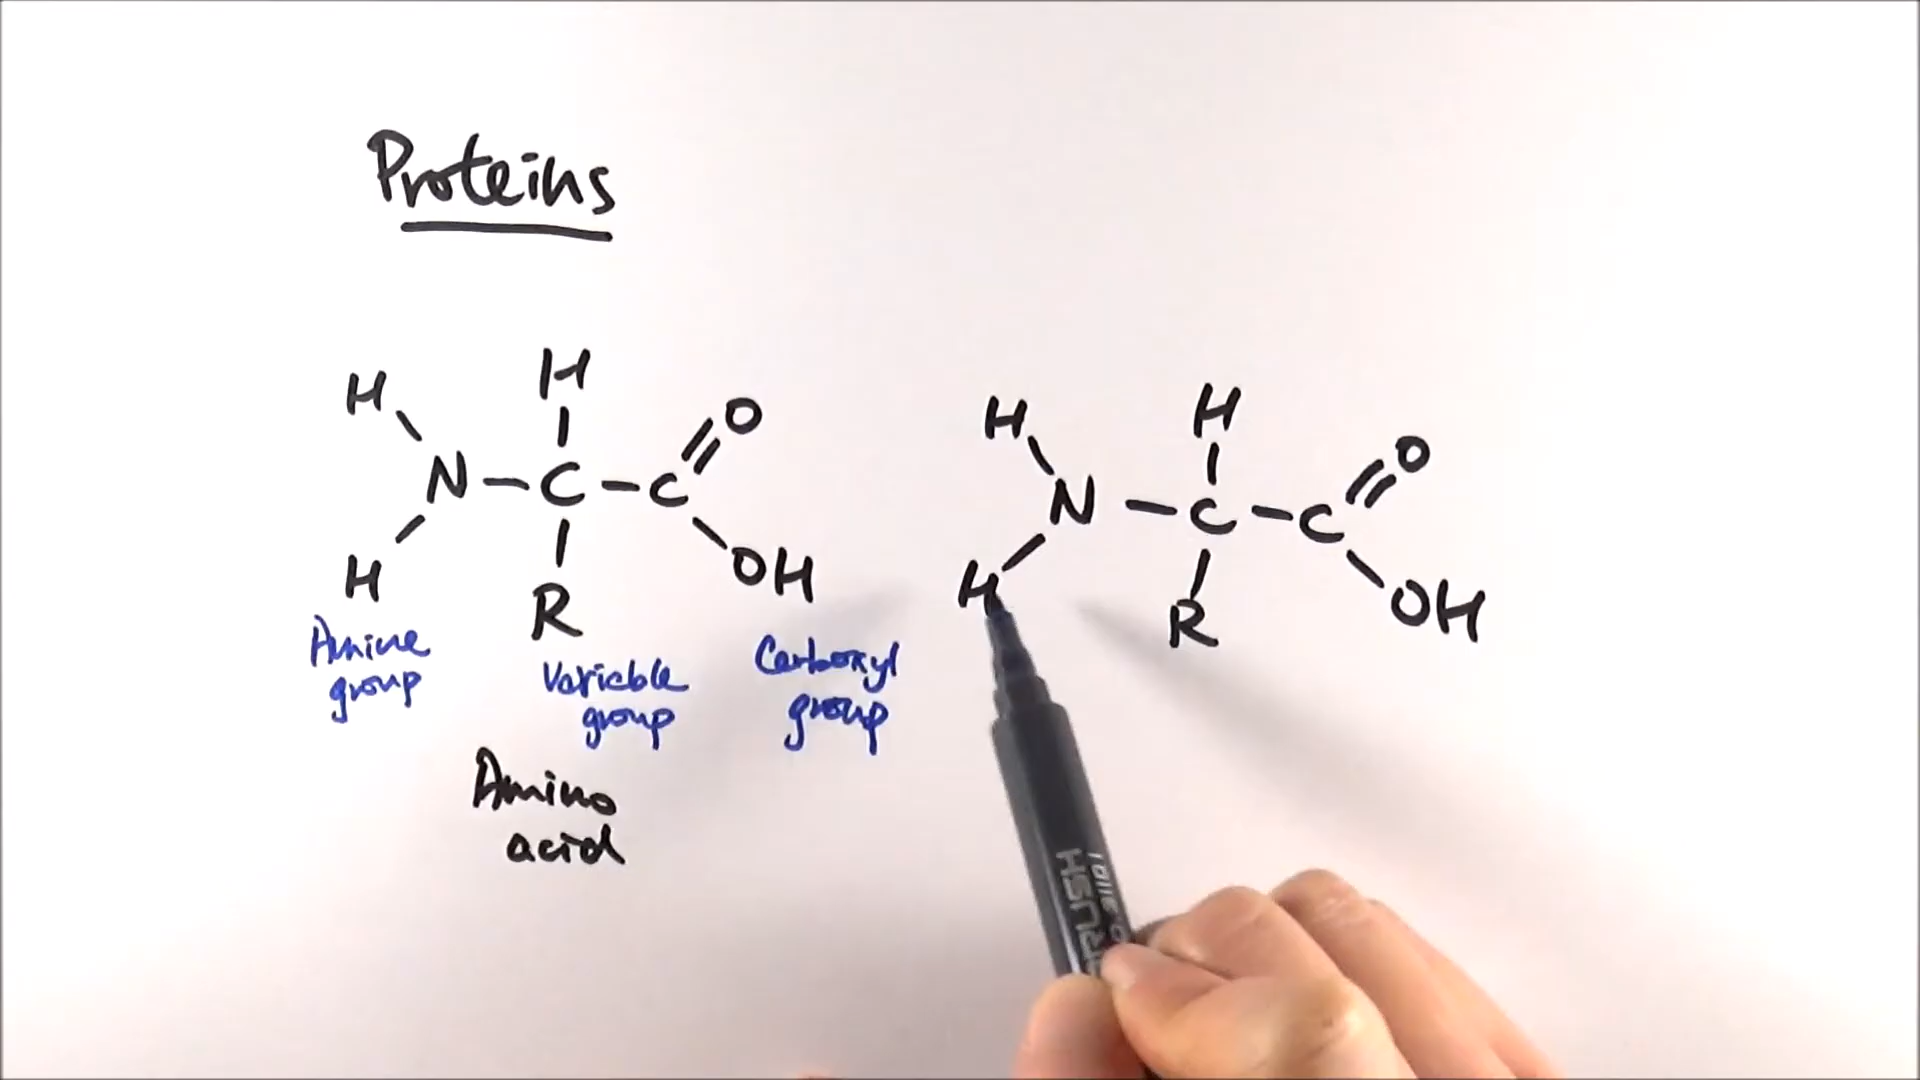 Proteins
H H O
N - C - C
H R OH
Amine
group
Variable
group
Carboxyl
group
Amino
acid
H H O
N - C - C
H R OH